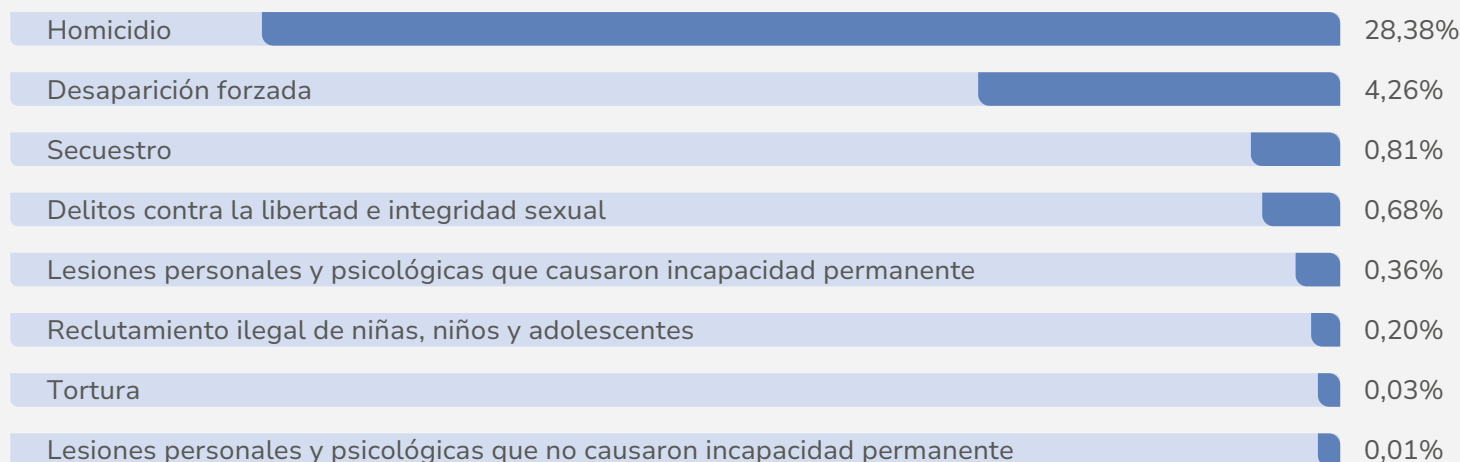 Homicidio 28,38%
Desaparición forzada 4,26%
Secuestro 0,81%
Delitos contra la libertad e integridad sexual 0,68%
Lesiones personales y psicológicas que causaron incapacidad permanente 0,36%
Reclutamiento ilegal de niñas, niños y adolescentes 0,20%
Tortura 0,03%
Lesiones personales y psicológicas que no causaron incapacidad permanente 0,01%